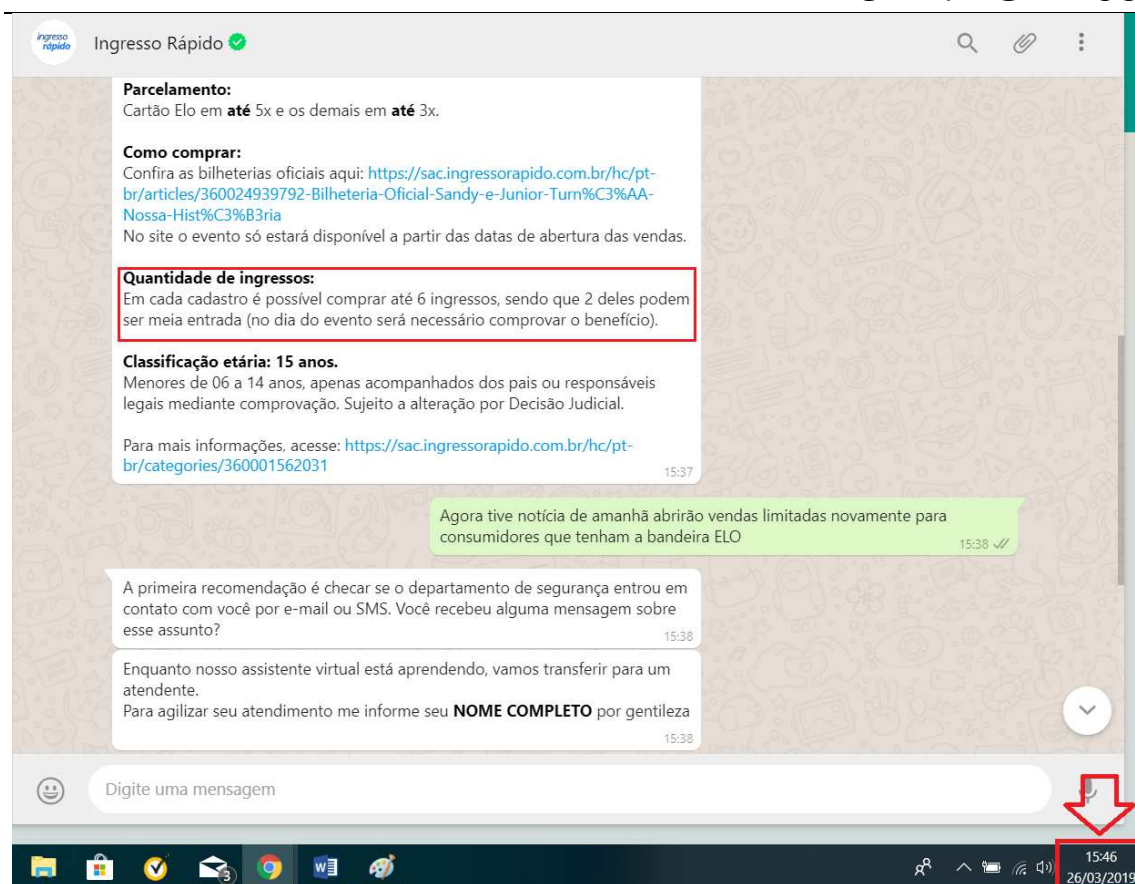 ingresso
rápido
Ingresso Rápido
Parcelamento:
Cartão Elo em até 5x e os demais em até 3x.
Como comprar:
Confira as bilheterias oficiais aqui: https://sac.ingressorapido.com.br/hc/pt-
br/articles/360024939792-Bilheteria-Oficial-Sandy-e-Junior-Turn%C3%AA-
Nossa-Hist%C3%B3ria
No site o evento só estará disponível a partir das datas de abertura das vendas.
Quantidade de ingressos:
Em cada cadastro é possível comprar até 6 ingressos, sendo que 2 deles podem
ser meia entrada (no dia do evento será necessário comprovar o benefício).
Classificação etária: 15 anos.
Menores de 06 a 14 anos, apenas acompanhados dos pais ou responsáveis
legais mediante comprovação. Sujeito a alteração por Decisão Judicial.
Para mais informações, acesse: https://sac.ingressorapido.com.br/hc/pt-
br/categories/360001562031
15:37
Agora tive notícia de amanhã abrirão vendas limitadas novamente para
consumidores que tenham a bandeira ELO
15:38
A primeira recomendação é checar se o departamento de segurança entrou em
contato com você por e-mail ou SMS. Você recebeu alguma mensagem sobre
esse assunto?
15:38
Enquanto nosso assistente virtual está aprendendo, vamos transferir para um
atendente.
Para agilizar seu atendimento me informe seu NOME COMPLETO por gentileza
15:38
Digite uma mensagem
3
15:46
26/03/2019